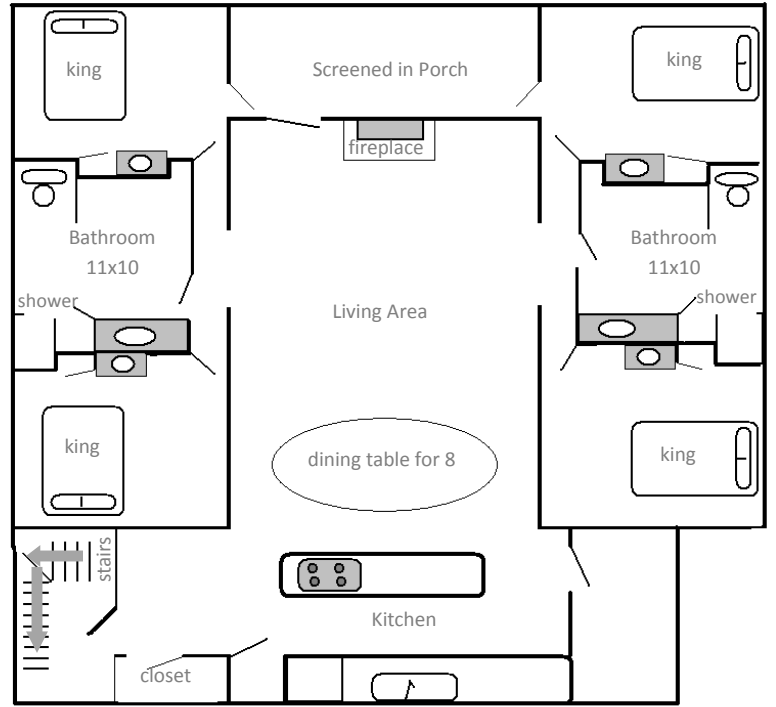 king
Screened in Porch
king
fireplace
Bathroom
11x10
Bathroom
11x10
shower
Living Area
shower
king
dining table for 8
king
stairs
Kitchen
closet